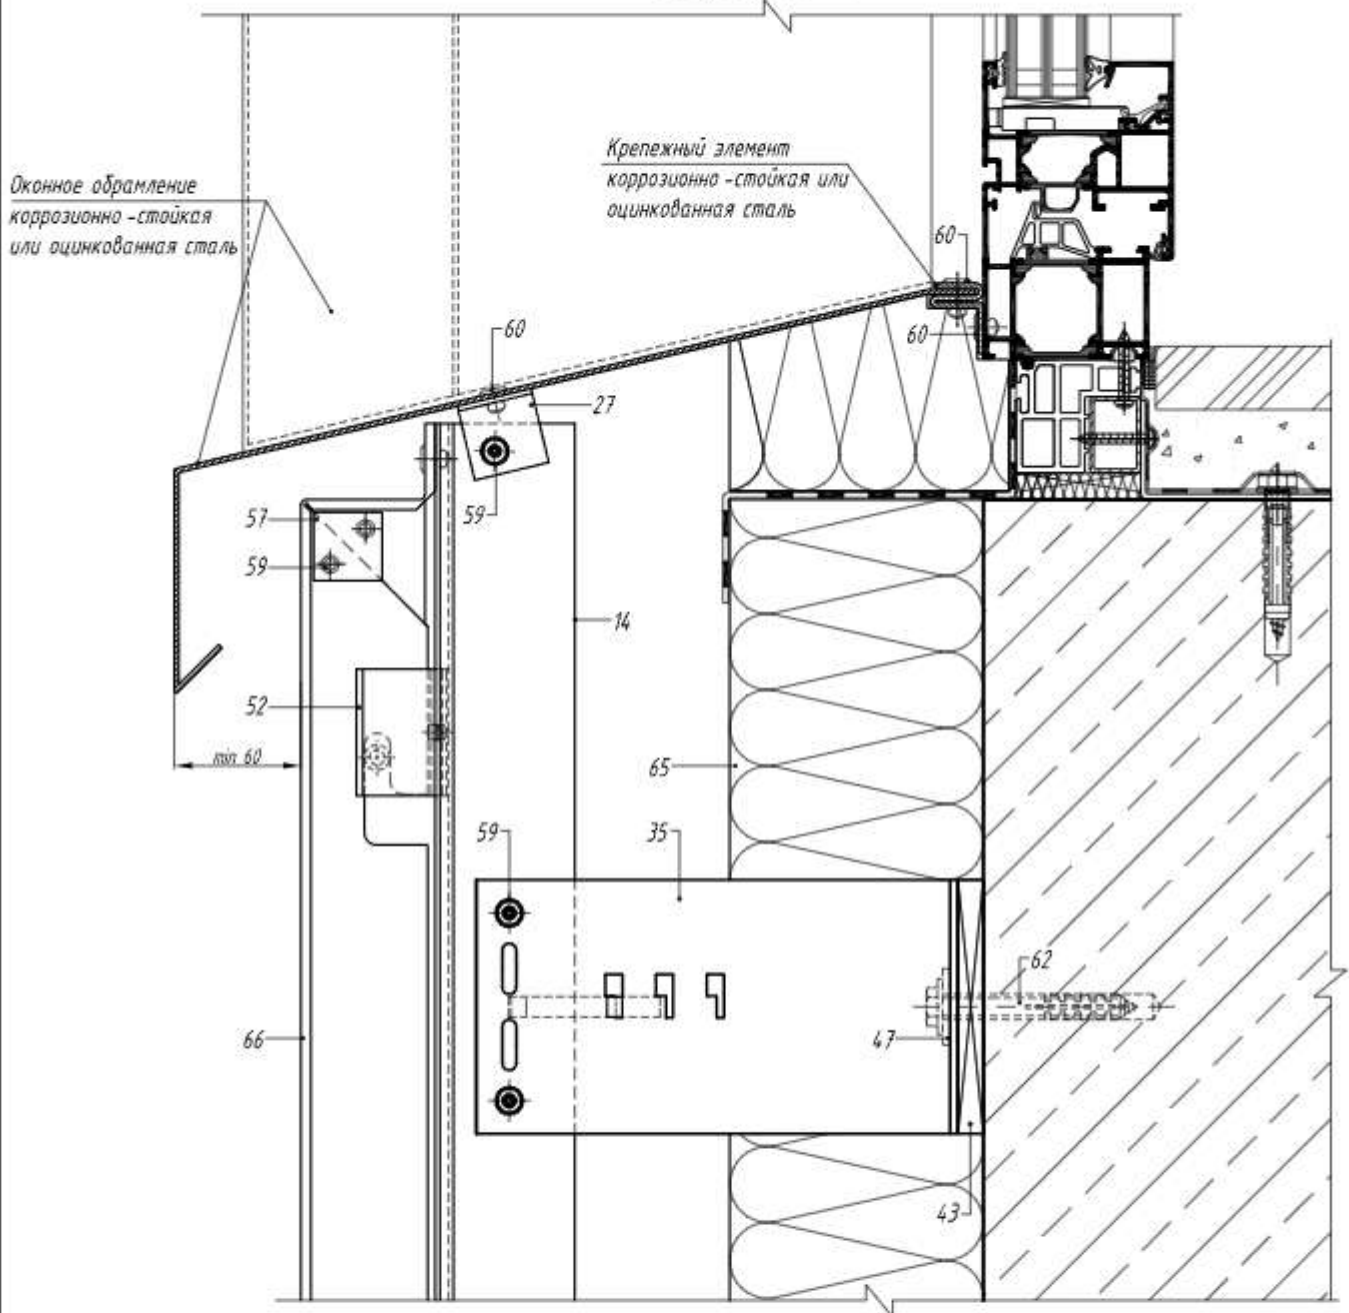 Крепежный элемент
коррозионно-стойкая или
оцинкованная сталь
Оконное обрамление
коррозионно-стойкая
или оцинкованная сталь
60
60
60
27
59
57
59
14
52
min 60
65
59
35
62
66
47
43